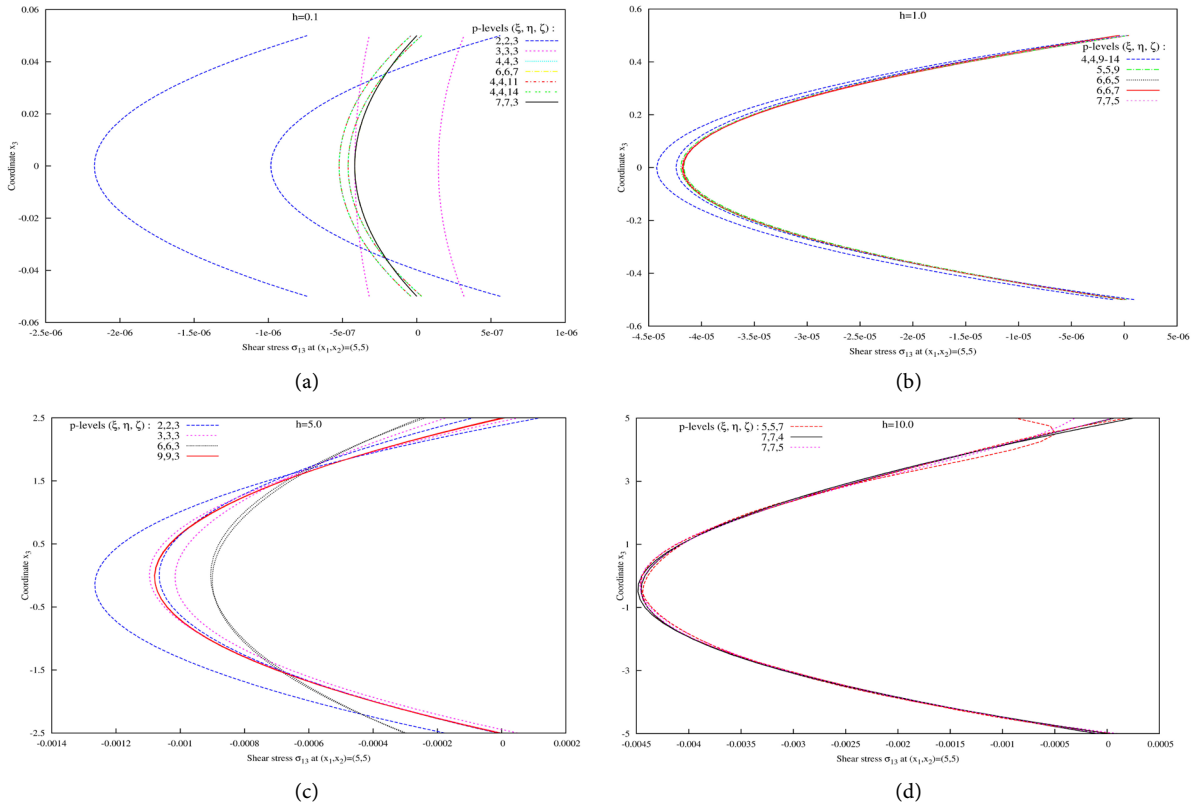 h=0.1
p-levels (ξ, η, ζ) :
2,2,3
3,3,3
4,4,3
6,6,7
4,4,11
4,4,14
7,7,3
0.06
0.04
0.02
0
-0.02
-0.04
-0.06
Coordinate x3
-2.5e-06 -2e-06 -1.5e-06 -1e-06 -5e-07 0 5e-07 1e-06
Shear stress σ13 at (x1,x2)=(5,5)
(a)
h=1.0
p-levels (ξ, η, ζ) :
4,4,9-14
5,5,9
6,6,5
6,6,7
7,7,5
0.6
0.4
0.2
0
-0.2
-0.4
-0.6
Coordinate x3
-4.5e-05 -4e-05 -3.5e-05 -3e-05 -2.5e-05 -2e-05 -1.5e-05 -1e-05 -5e-06 0 5e-06
Shear stress σ13 at (x1,x2)=(5,5)
(b)
p-levels (ξ, η, ζ) : 2,2,3
3,3,3
6,6,3
9,9,3
h=5.0
2.5
1.5
0.5
-0.5
-1.5
-2.5
Coordinate x3
-0.0014 -0.0012 -0.001 -0.0008 -0.0006 -0.0004 -0.0002 0 0.0002
Shear stress σ13 at (x1,x2)=(5,5)
(c)
p-levels (ξ, η, ζ) : 5,5,7
7,7,4
7,7,5
h=10.0
5
3
1
-1
-3
-5
Coordinate x3
-0.0045 -0.004 -0.0035 -0.003 -0.0025 -0.002 -0.0015 -0.001 -0.0005 0 0.0005
Shear stress σ13 at (x1,x2)=(5,5)
(d)